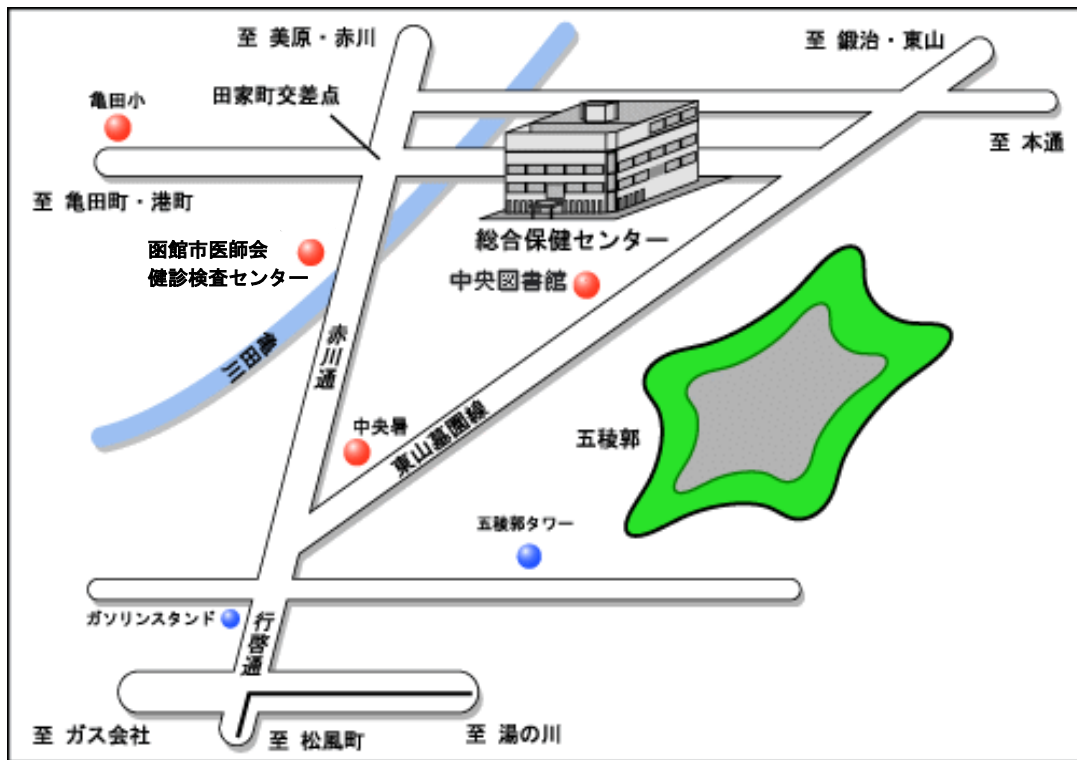 至 美原・赤川
至 鍛治・東山
田家町交差点
亀田小
至 本通
至 亀田町・港町
総合保健センター
函館市医師会
健診検査センター
中央図書館
亀田川
赤川通
中央署
東山墓園線
五稜郭
五稜郭タワー
ガソリンスタンド
行啓通
至 ガス会社
至 松風町
至 湯の川